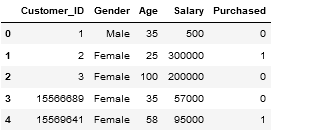 Customer_ID Gender Age Salary Purchased
0 1 Male 35 500 0
1 2 Female 25 300000 1
2 3 Female 100 200000 0
3 15566689 Female 35 57000 0
4 15569641 Female 58 95000 1